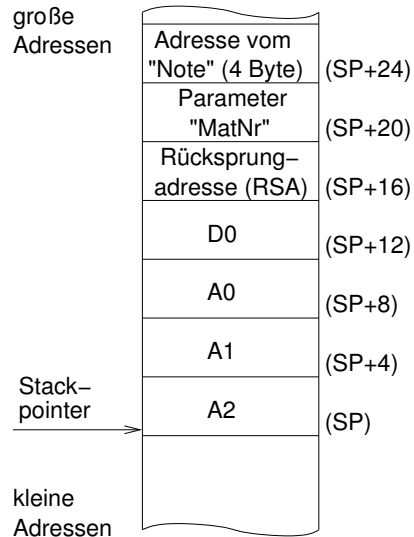 große
Adressen
Adresse vom
"Note" (4 Byte)
(SP+24)
Parameter
"MatNr"
(SP+20)
Rücksprung–
adresse (RSA)
(SP+16)
D0
(SP+12)
A0
(SP+8)
A1
(SP+4)
Stack–
pointer
A2
(SP)
kleine
Adressen